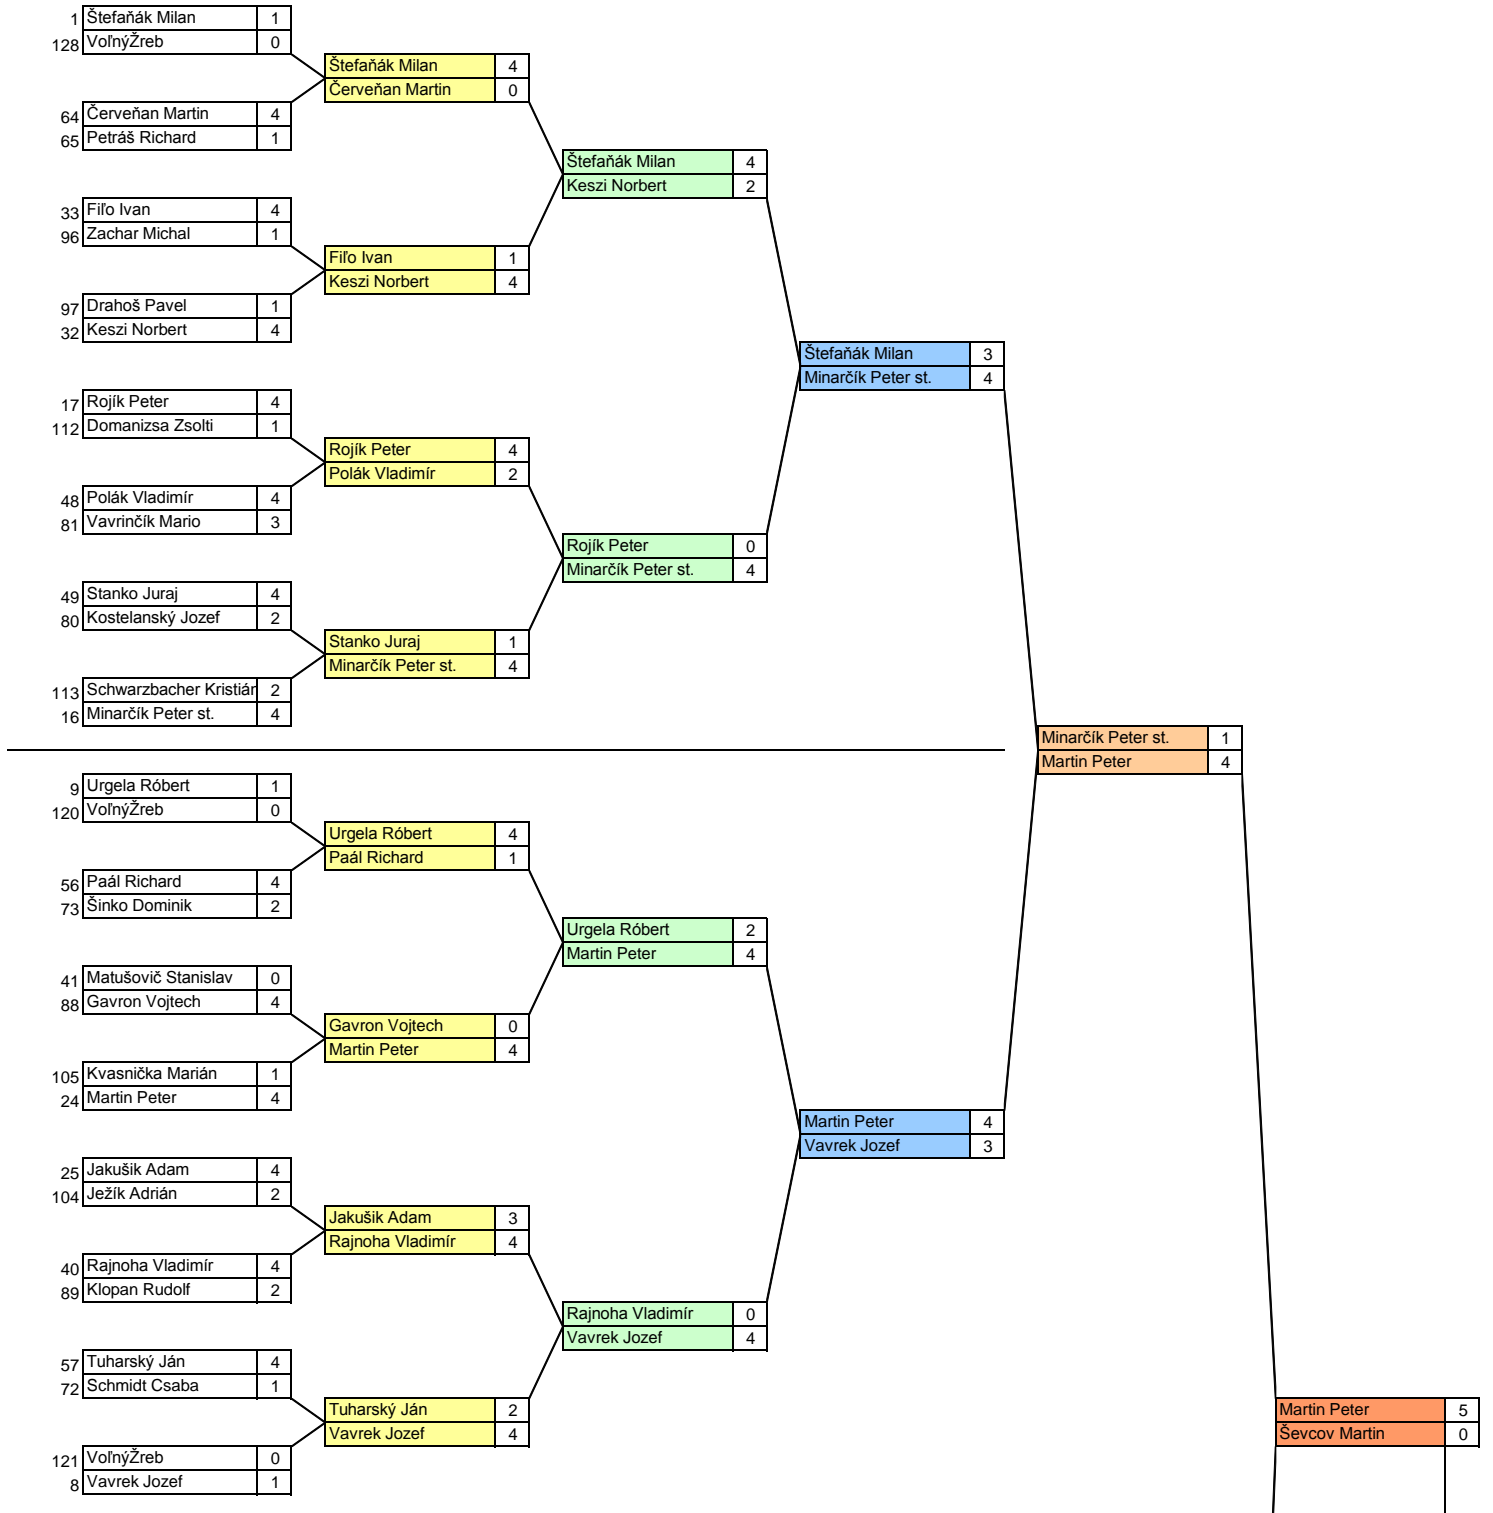 1 Štefaňák Milan 1
128 VoľnýŽreb 0
Štefaňák Milan 4
Červeňan Martin 0
64 Červeňan Martin 4
65 Petráš Richard 1
Štefaňák Milan 4
Keszi Norbert 2
33 Fiľo Ivan 4
96 Zachar Michal 1
Fiľo Ivan 1
Keszi Norbert 4
97 Drahoš Pavel 1
32 Keszi Norbert 4
Štefaňák Milan 3
Minarčík Peter st. 4
17 Rojík Peter 4
112 Domanizsa Zsolti 1
Rojík Peter 4
Polák Vladimír 2
48 Polák Vladimír 4
81 Vavrinčík Mario 3
Rojík Peter 0
Minarčík Peter st. 4
49 Stanko Juraj 4
80 Kostelanský Jozef 2
Stanko Juraj 1
Minarčík Peter st. 4
113 Schwarzbacher Kristián 2
16 Minarčík Peter st. 4
Minarčík Peter st. 1
Martin Peter 4
9 Urgela Róbert 1
120 VoľnýŽreb 0
Urgela Róbert 4
Paál Richard 1
56 Paál Richard 4
73 Šinko Dominik 2
Urgela Róbert 2
Martin Peter 4
41 Matušovič Stanislav 0
88 Gavron Vojtech 4
Gavron Vojtech 0
Martin Peter 4
105 Kvasnička Marián 1
24 Martin Peter 4
Martin Peter 4
Vavrek Jozef 3
25 Jakušik Adam 4
104 Ježík Adrián 2
Jakušik Adam 3
Rajnoha Vladimír 4
40 Rajnoha Vladimír 4
89 Klopan Rudolf 2
Rajnoha Vladimír 0
Vavrek Jozef 4
57 Tuharský Ján 4
72 Schmidt Csaba 1
Tuharský Ján 2
Vavrek Jozef 4
Martin Peter 5
Ševcov Martin 0
121 VoľnýŽreb 0
8 Vavrek Jozef 1